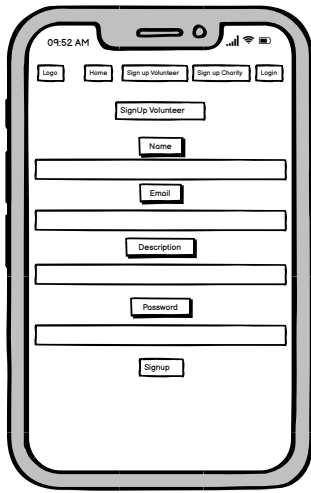 09:52 AM
Logo Home Sign up Volunteer Sign up Charity Login
SignUp Volunteer
Name
Email
Description
Password
Signup